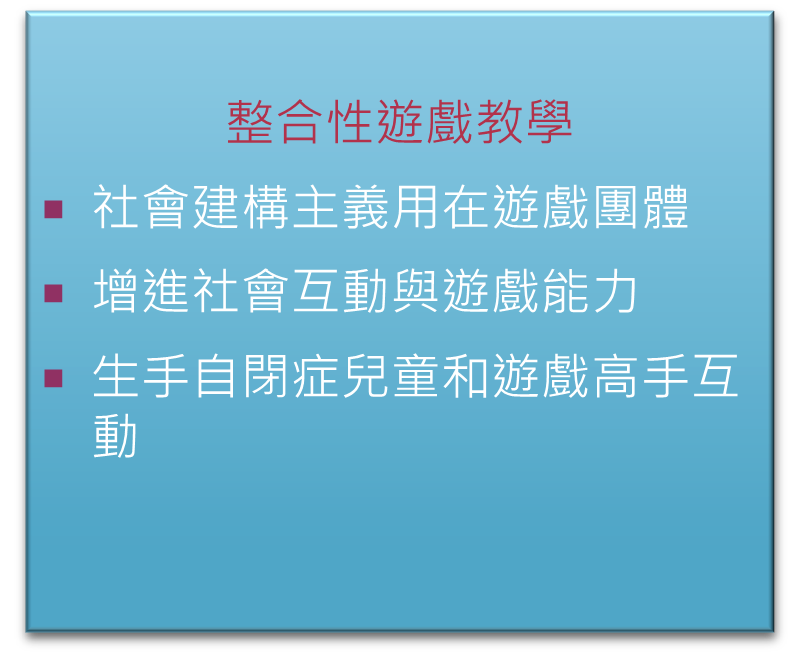 整合性遊戲教學
▪ 社會建構主義用在遊戲團體
▪ 增進社會互動與遊戲能力
▪ 生手自閉症兒童和遊戲高手互
動